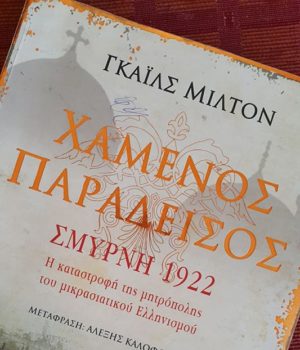 ΓΚΑΪΛΣ ΜΙΛΤΟΝ
ΧΑΜΕΝΟΣ
ΠΑΡΑΔΕΙΣΟΣ
ΣΜΥΡΝΗ 1922
Η καταστροφή της μητρόπολης
του μικρασιατικού Ελληνισμού
ΜΕΤΑΦΡΑΣΗ: ΑΛΕΞΗΣ